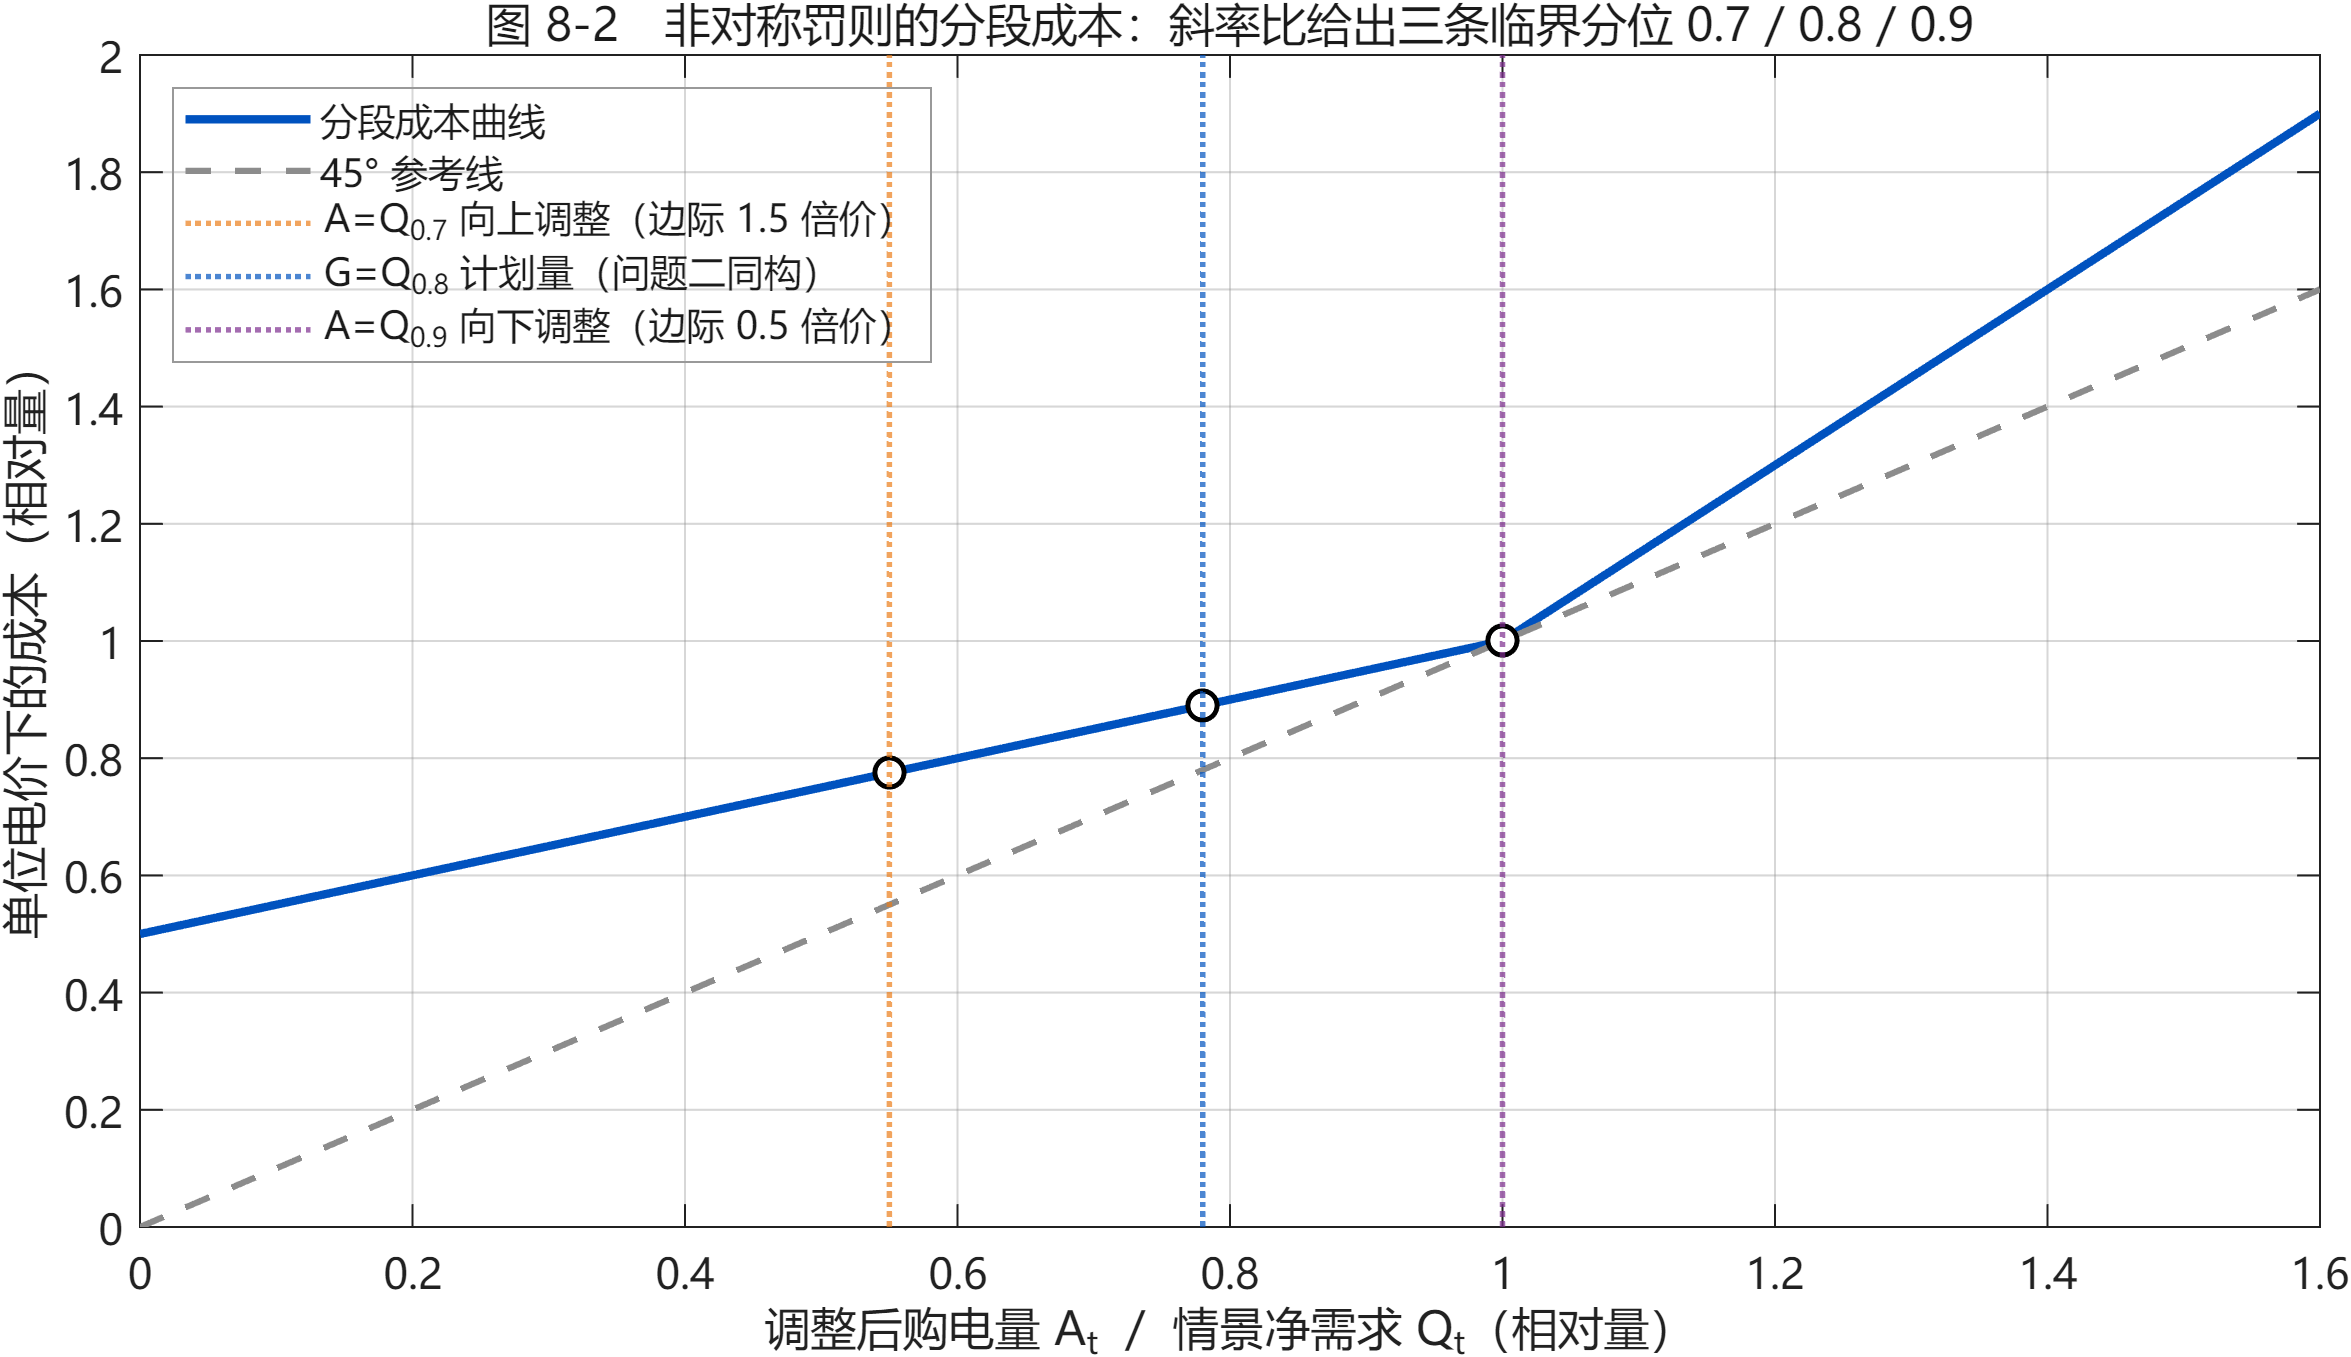 图 8-2 非对称罚则的分段成本：斜率比给出三条临界分位 0.7 / 0.8 / 0.9
分段成本曲线
45° 参考线
A=Q0.7 向上调整（边际 1.5 倍价）
G=Q0.8 计划量（问题二同构）
A=Q0.9 向下调整（边际 0.5 倍价）
单位电价下的成本（相对量）
2
1.8
1.6
1.4
1.2
1
0.8
0.6
0.4
0.2
0
0 0.2 0.4 0.6 0.8 1 1.2 1.4 1.6
调整后购电量 At / 情景净需求 Qt（相对量）